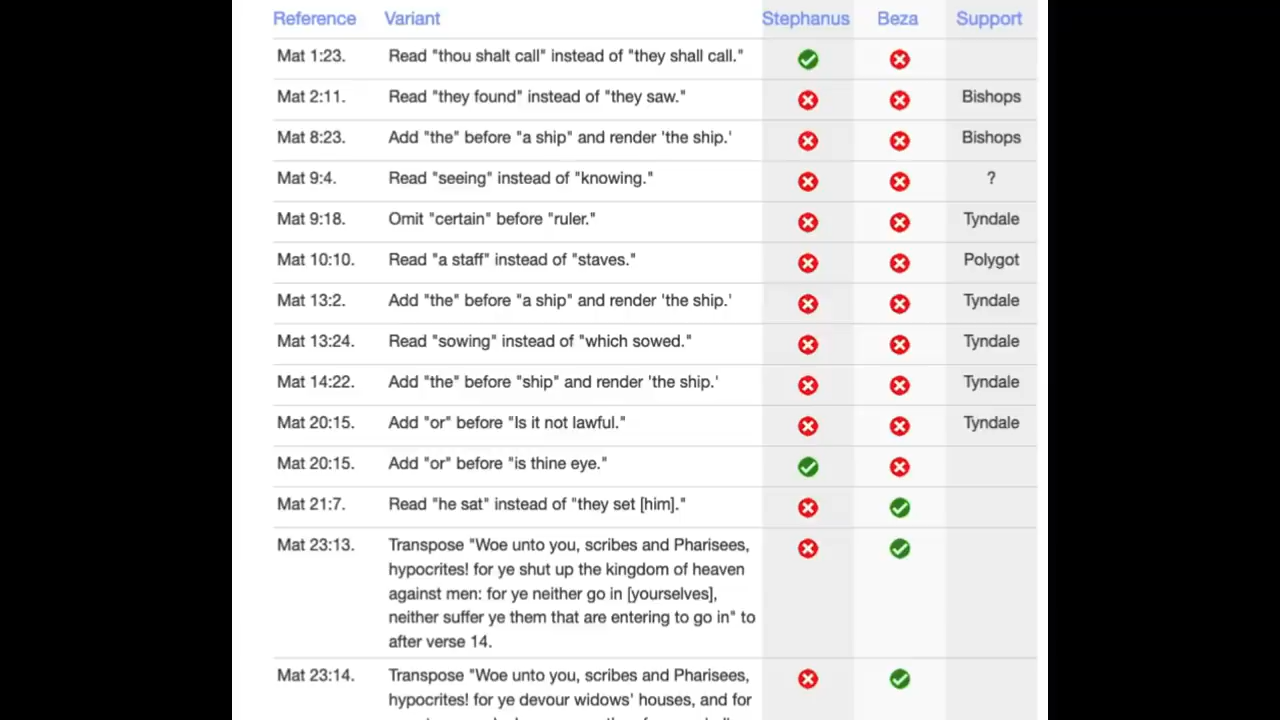 Reference Variant Stephanus Beza Support
Mat 1:23. Read "thou shalt call" instead of "they shall call."
Mat 2:11. Read "they found" instead of "they saw." Bishops
Mat 8:23. Add "the" before "a ship" and render 'the ship.' Bishops
Mat 9:4. Read "seeing" instead of "knowing." ?
Mat 9:18. Omit "certain" before "ruler." Tyndale
Mat 10:10. Read "a staff" instead of "staves." Polygot
Mat 13:2. Add "the" before "a ship" and render 'the ship.' Tyndale
Mat 13:24. Read "sowing" instead of "which sowed." Tyndale
Mat 14:22. Add "the" before "ship" and render 'the ship.' Tyndale
Mat 20:15. Add "or" before "Is it not lawful." Tyndale
Mat 20:15. Add "or" before "is thine eye."
Mat 21:7. Read "he sat" instead of "they set [him]."
Mat 23:13. Transpose "Woe unto you, scribes and Pharisees,
hypocrites! for ye shut up the kingdom of heaven
against men: for ye neither go in [yourselves],
neither suffer ye them that are entering to go in" to
after verse 14.
Mat 23:14. Transpose "Woe unto you, scribes and Pharisees,
hypocrites! for ye devour widows' houses, and for